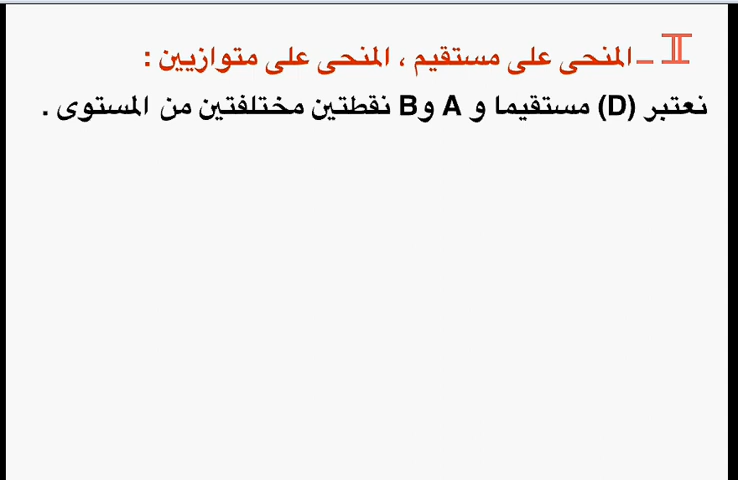 II – المنحى على مستقيم ، المنحى على متوازيين :
نعتبر (D) مستقيما و A وB نقطتين مختلفتين من المستوى .